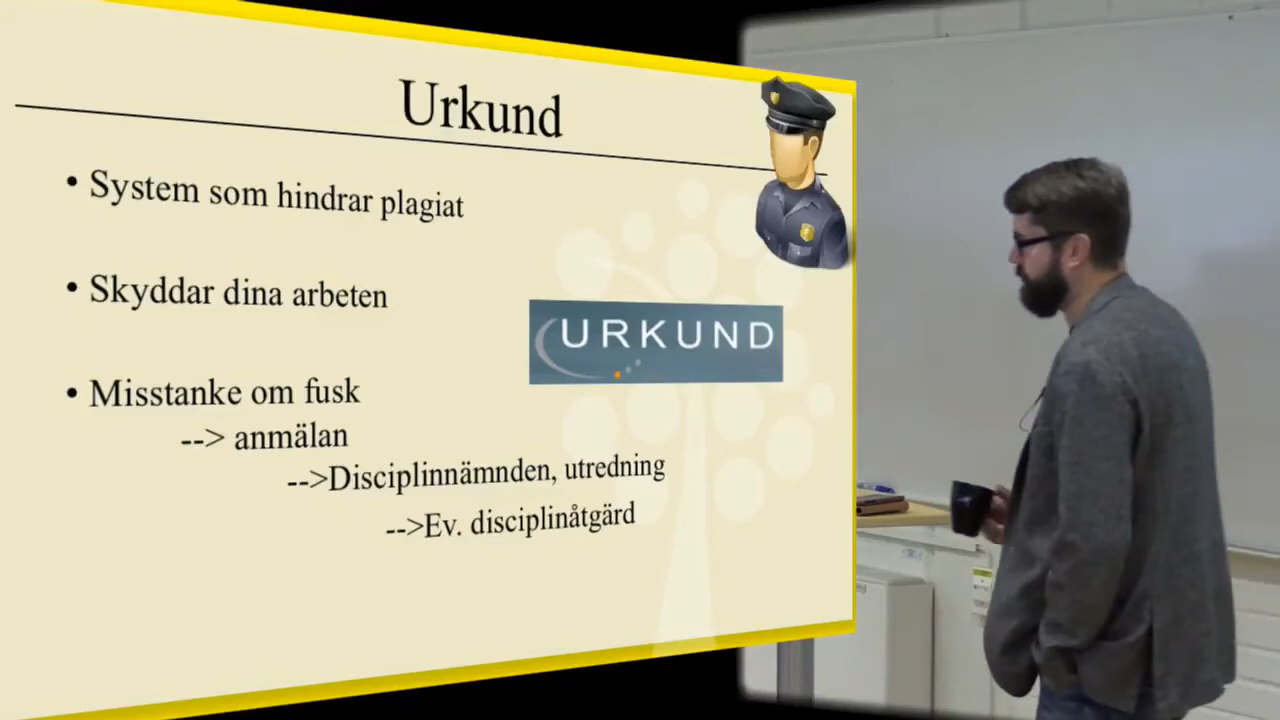 Urkund
• System som hindrar plagiat
• Skyddar dina arbeten
URKUND
• Misstanke om fusk
--> anmälan
-->Disciplinnämnden, utredning
-->Ev. disciplinåtgärd